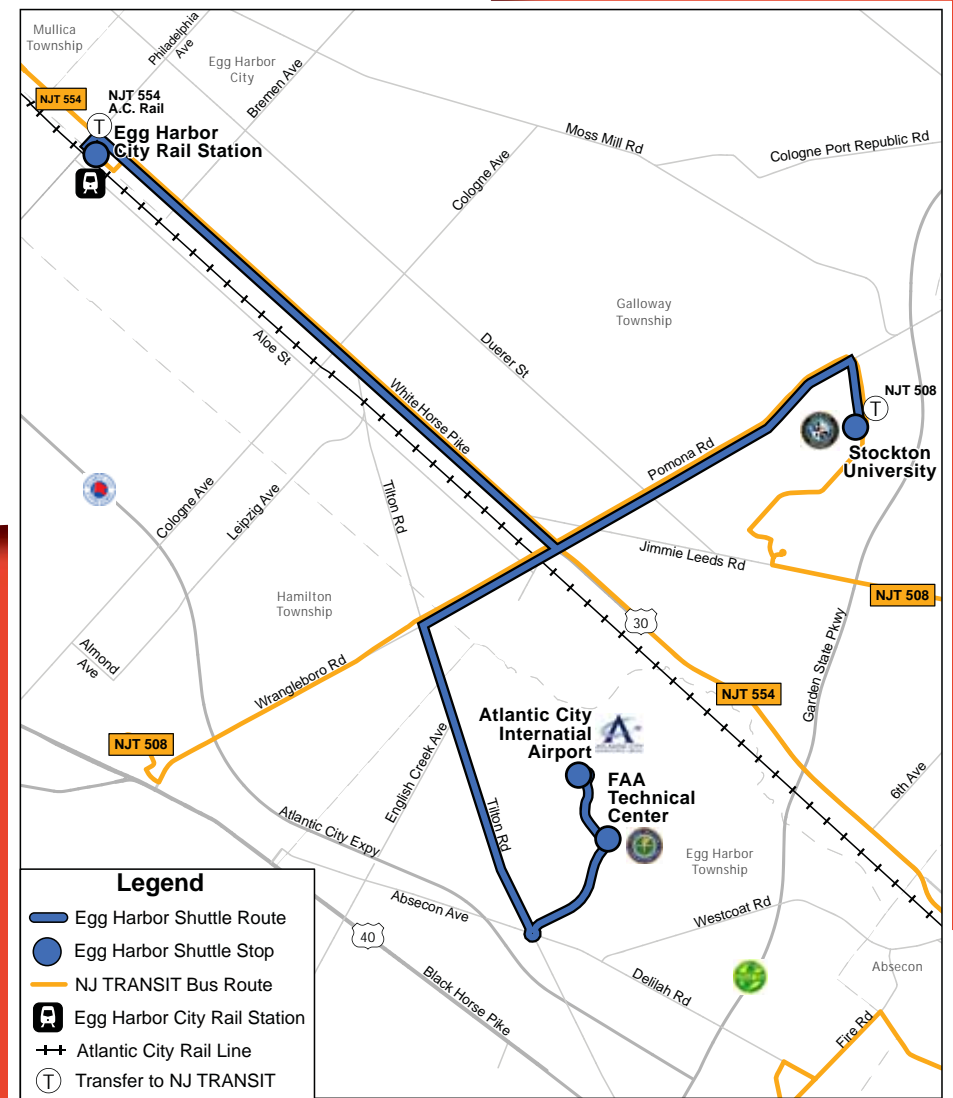 Mullica
Township
Philadelphia
Ave
Egg Harbor
City
Bremen Ave
NJT 554
NJT 554
A.C. Rail
T
Egg Harbor
City Rail Station
Moss Mill Rd
Cologne Port Republic Rd
Cologne Ave
Galloway
Township
Aloe St
Duerer St
White Horse Pike
NJT 508
T
Stockton
University
Pomona Rd
Cologne Ave
Leipzig Ave
Tilton Rd
Jimmie Leeds Rd
NJT 508
Hamilton
Township
30
Garden State Pkwy
Almond
Ave
Wrangleboro Rd
NJT 554
NJT 508
Atlantic City
Internatial
Airport
FAA
Technical
Center
English Creek Ave
Tilton Rd
6th Ave
Atlantic City Expy
Egg Harbor
Township
Absecon Ave
Westcoat Rd
40
Absecon
Delilah Rd
Black Horse Pike
Fire Rd
Legend
Egg Harbor Shuttle Route
Egg Harbor Shuttle Stop
NJ TRANSIT Bus Route
Egg Harbor City Rail Station
Atlantic City Rail Line
T Transfer to NJ TRANSIT